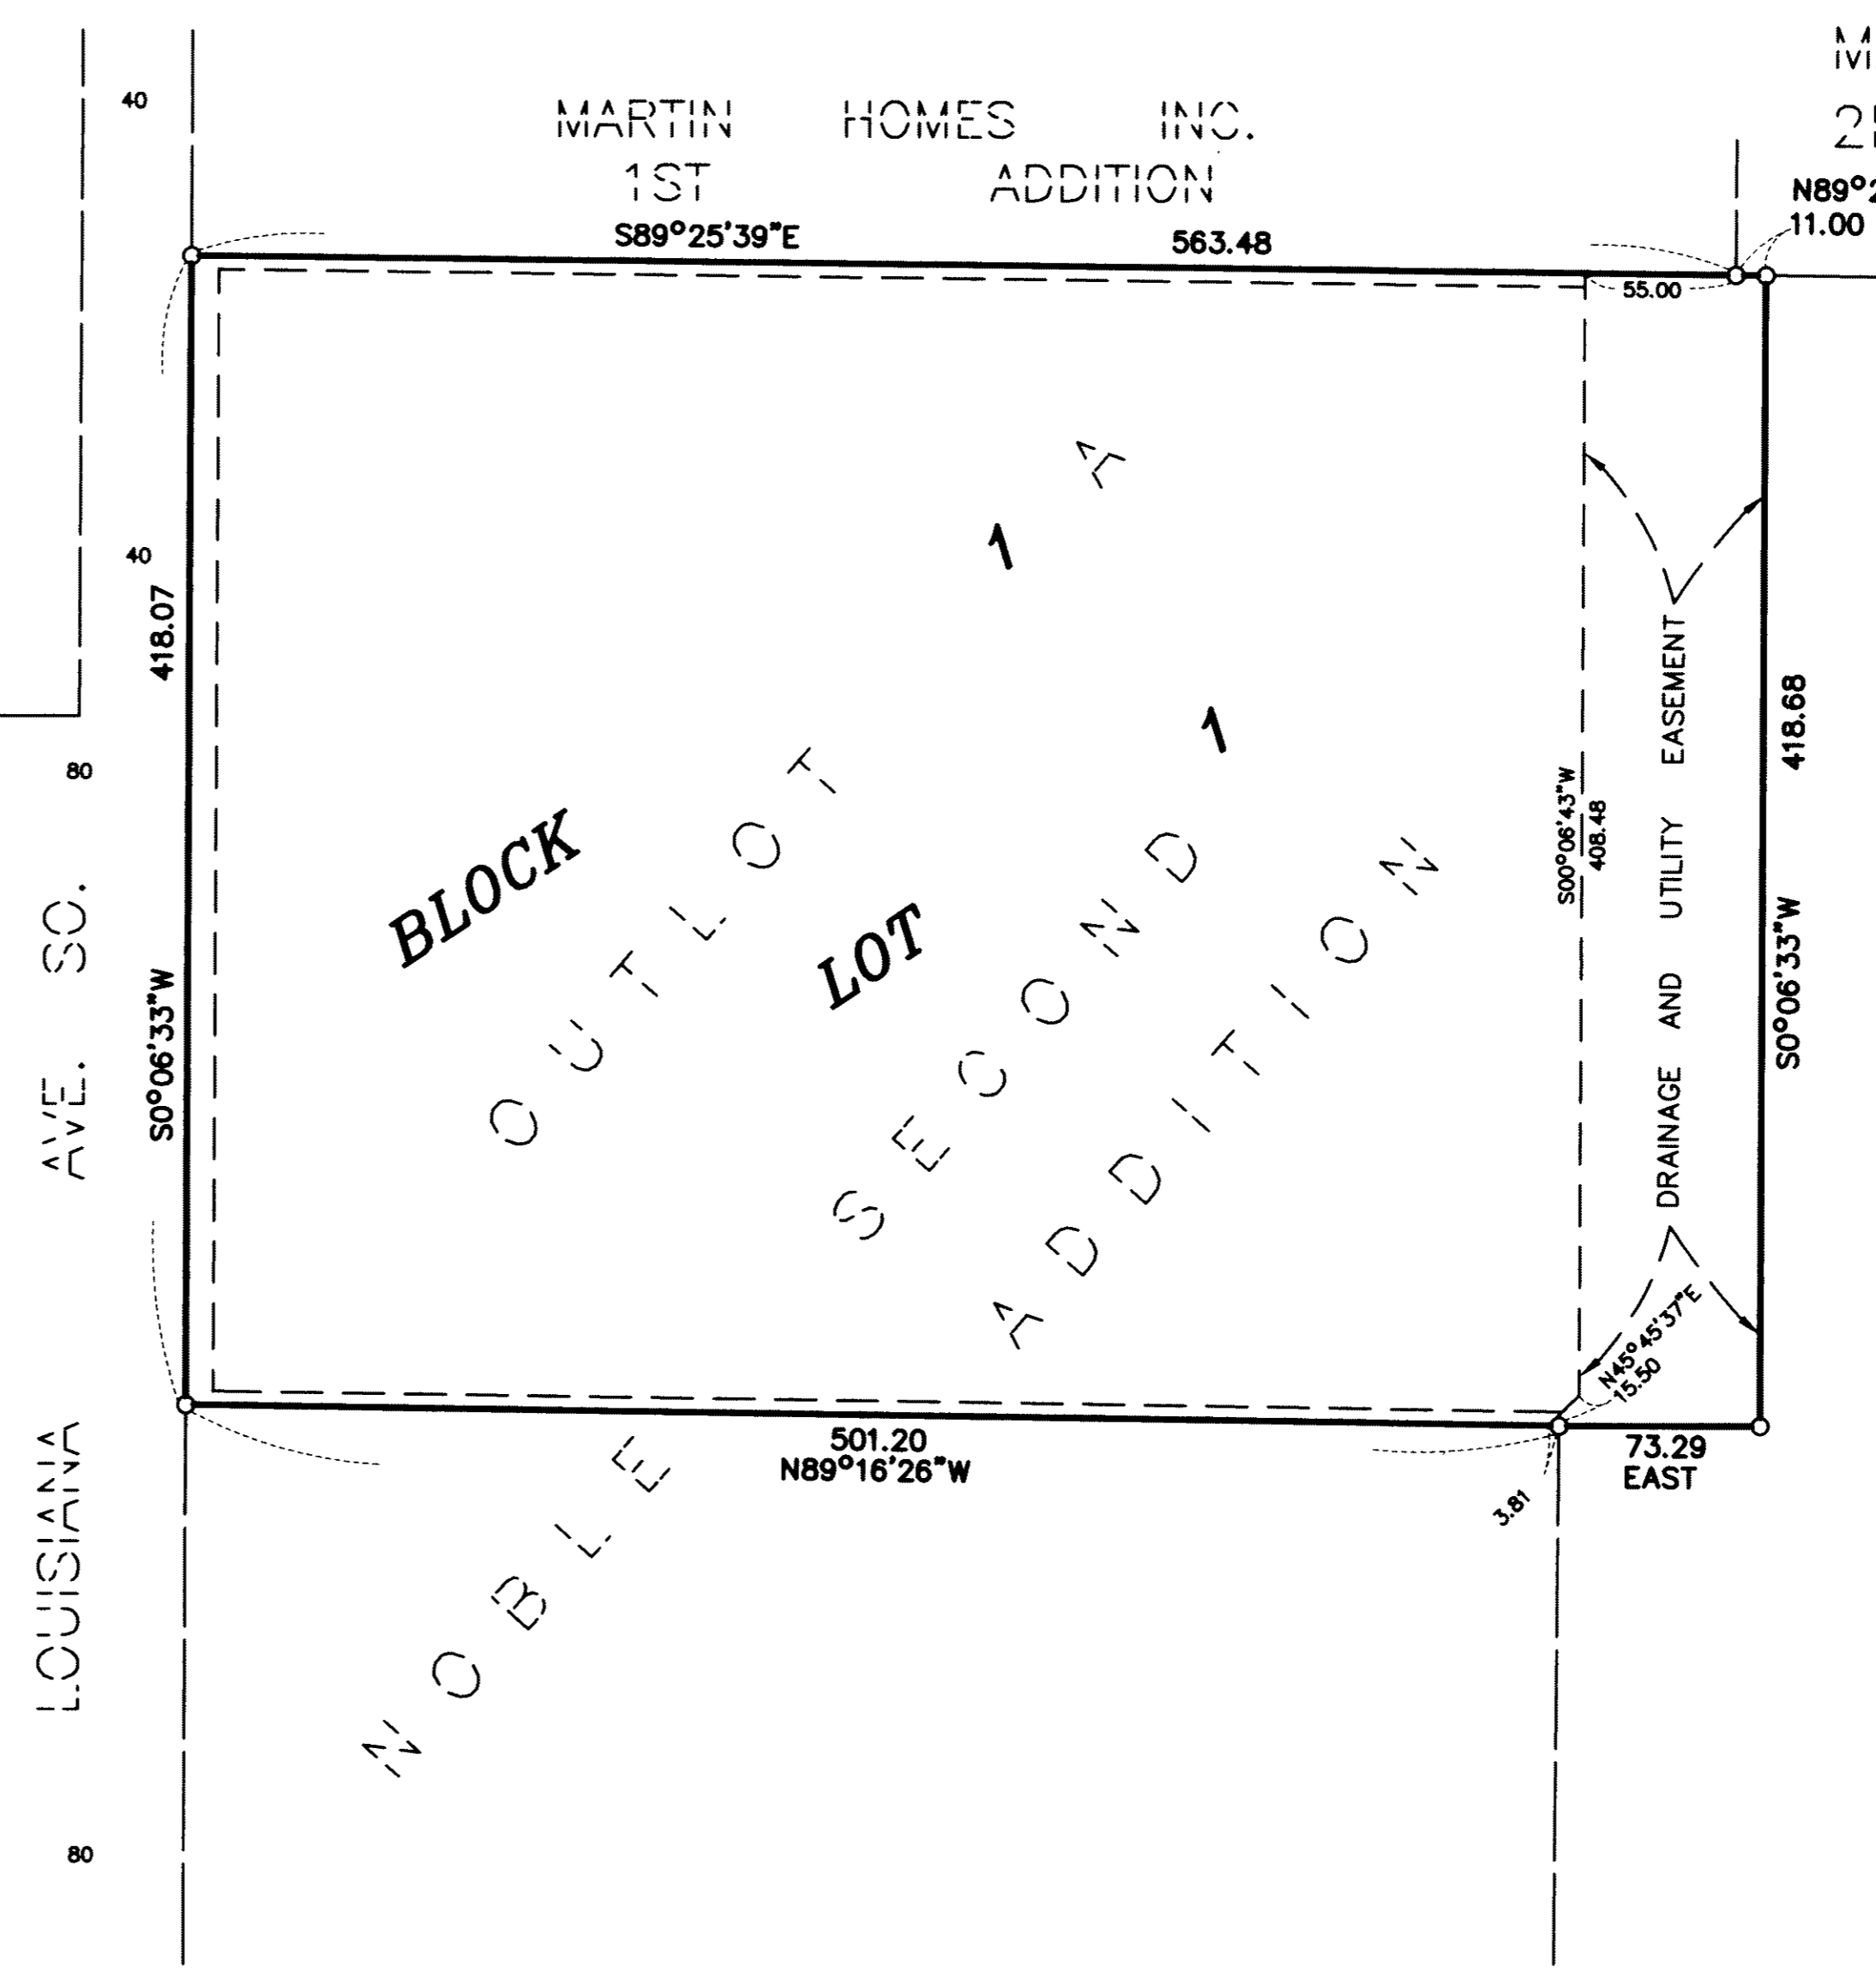 M
40
MARTIN HOMES INC.
1ST ADDITION
N89°2
11.00
S89°25'39"E
563.48
55.00
A
1
40
418.07
1
418.68
80
S00°06'43"W
408.48
DRAINAGE AND UTILITY EASEMENT
BLOCK
LOT
OUTLOT
SECOND
ADDITION
S0°06'33"W
S0°06'33"W
LOUISIANA AVE. SO.
N45°45'37"E
15.50
501.20
N89°16'26"W
73.29
EAST
3.81
NOBLE
80